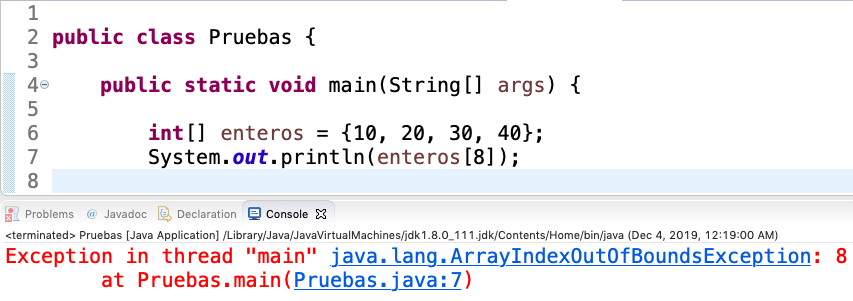 1
2 public class Pruebas {
3
4 public static void main(String[] args) {
5
6 int[] enteros = {10, 20, 30, 40};
7 System.out.println(enteros[8]);
8
Problems @ Javadoc Declaration Console
<terminated> Pruebas [Java Application] /Library/Java/JavaVirtualMachines/jdk1.8.0_111.jdk/Contents/Home/bin/java (Dec 4, 2019, 12:19:00 AM)
Exception in thread "main" java.lang.ArrayIndexOutOfBoundsException: 8
at Pruebas.main(Pruebas.java:7)